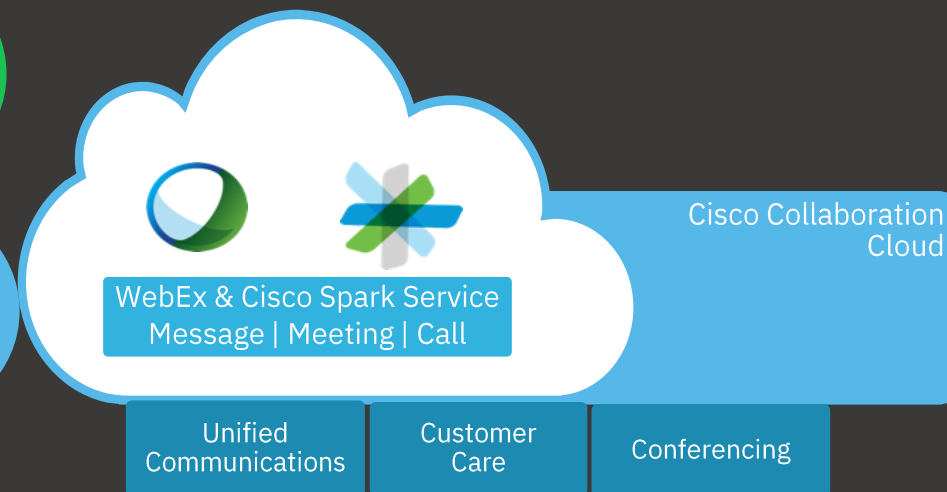 Cisco Collaboration
Cloud
WebEx & Cisco Spark Service
Message | Meeting | Call
Unified
Communications
Customer
Care
Conferencing